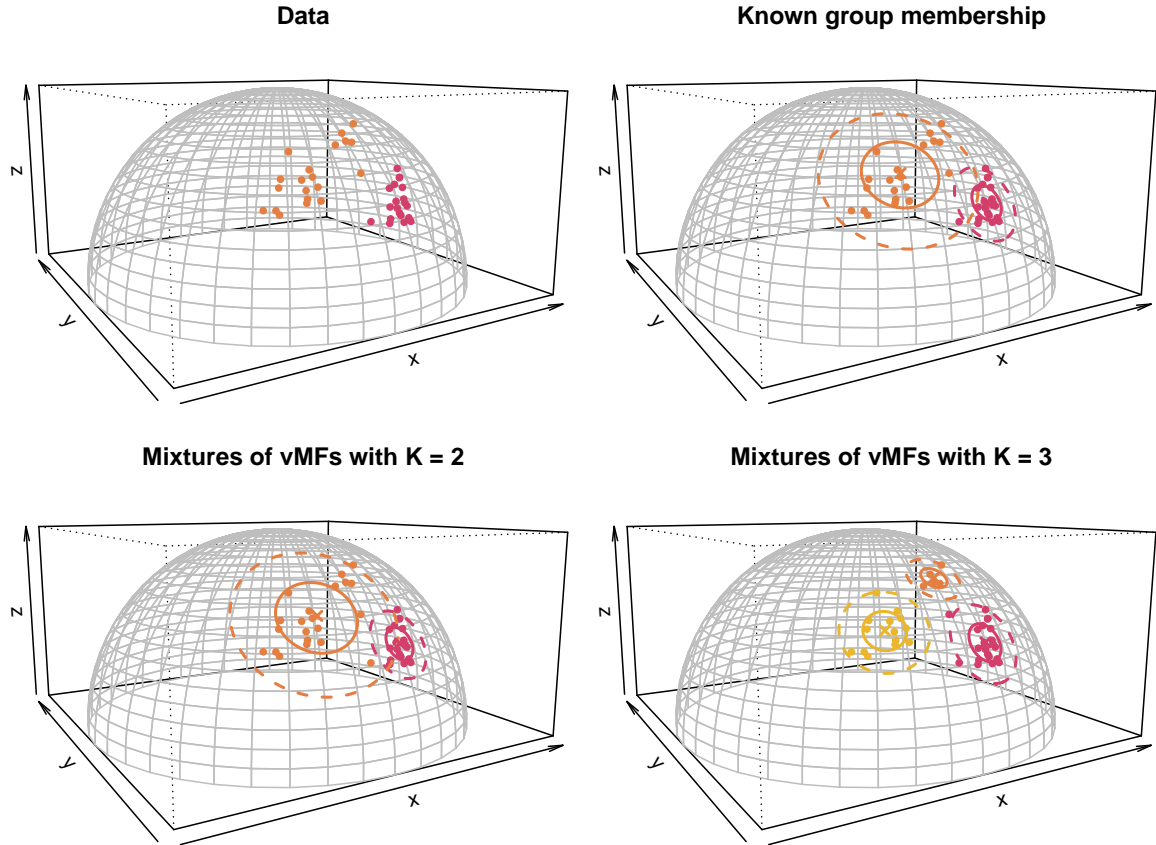 Data
z
y
x
Known group membership
z
y
x
Mixtures of vMFs with K = 2
z
y
x
Mixtures of vMFs with K = 3
z
y
x